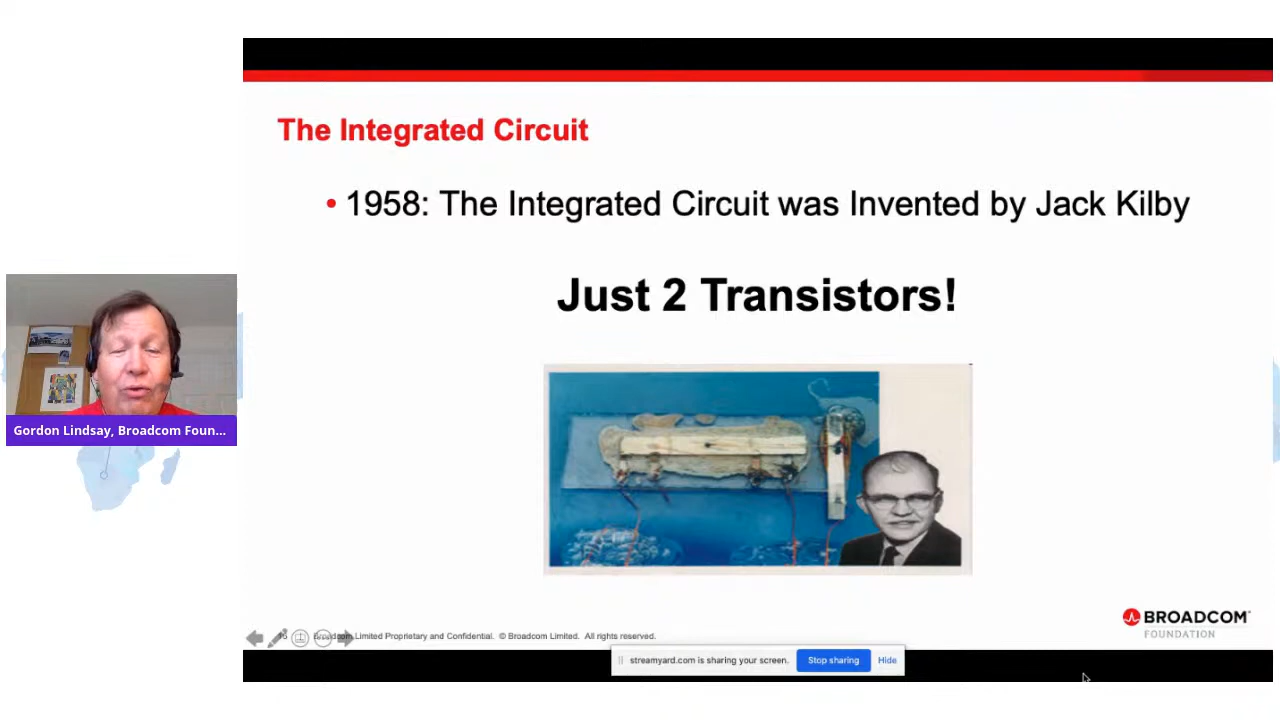 The Integrated Circuit
• 1958: The Integrated Circuit was Invented by Jack Kilby
Just 2 Transistors!
Gordon Lindsay, Broadcom Foun...
BROADCOM®
FOUNDATION
Broadcom Limited Proprietary and Confidential. © Broadcom Limited. All rights reserved.
streamyard.com is sharing your screen.
Stop sharing
Hide